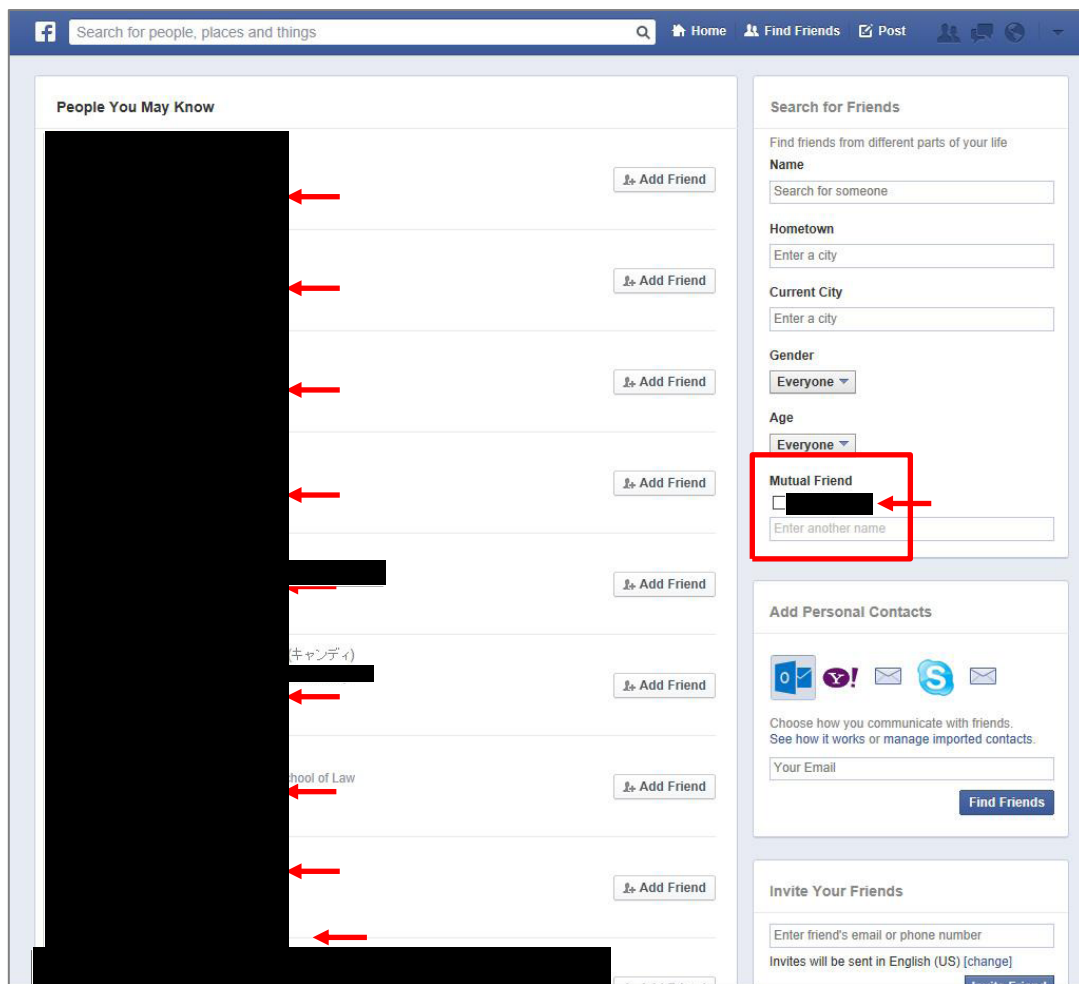 f
Search for people, places and things
Home
Find Friends
Post
People You May Know
Add Friend
Add Friend
Add Friend
Add Friend
Add Friend
(キャンディ)
Add Friend
hool of Law
Add Friend
Add Friend
Search for Friends
Find friends from different parts of your life
Name
Search for someone
Hometown
Enter a city
Current City
Enter a city
Gender
Everyone
Age
Everyone
Mutual Friend
Enter another name
Add Personal Contacts
Choose how you communicate with friends.
See how it works or manage imported contacts.
Your Email
Find Friends
Invite Your Friends
Enter friend's email or phone number
Invites will be sent in English (US) [change]
Invite Friend